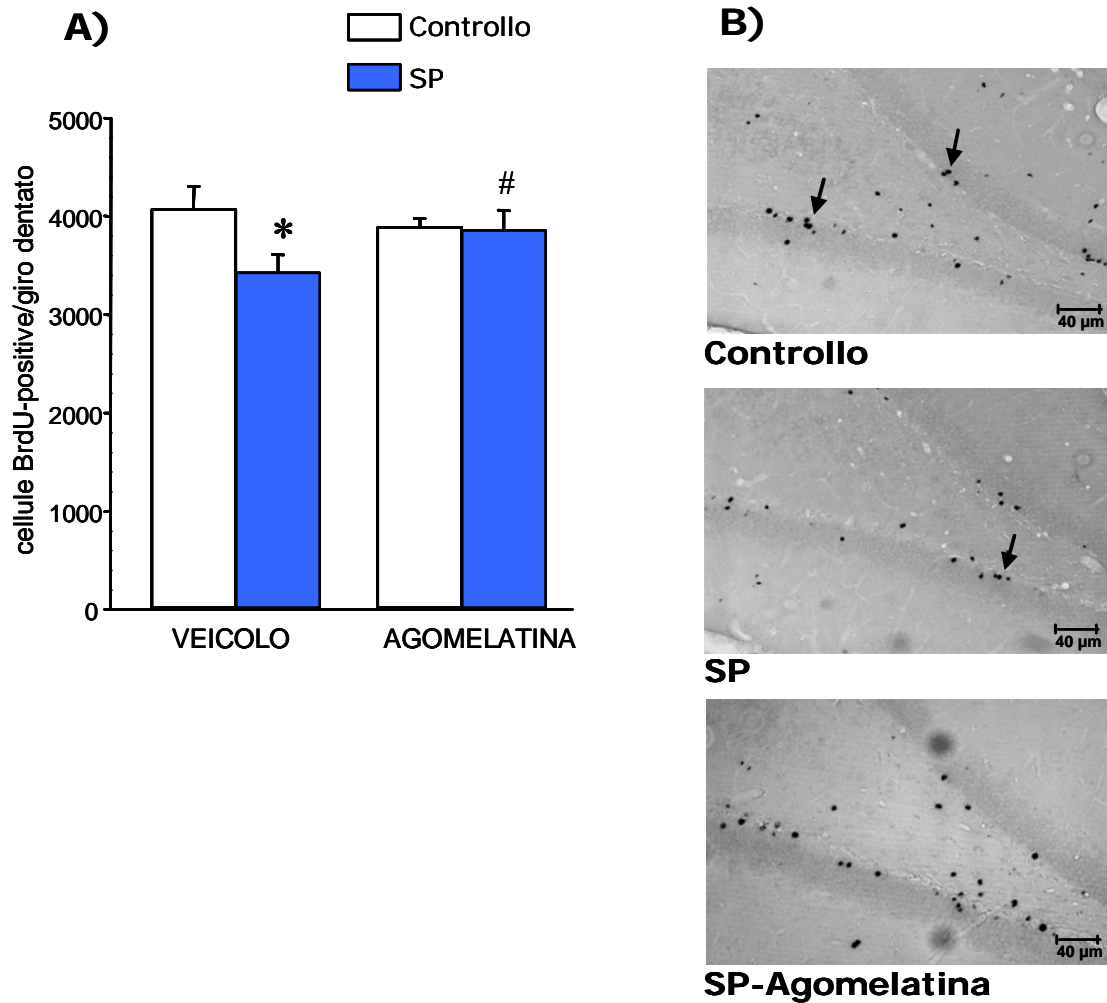 A)
Controllo
SP
5000
4000
3000
2000
1000
0
cellule BrdU-positive/giro dentato
*
#
VEICOLO
AGOMELATINA
B)
40 µm
Controllo
40 µm
SP
40 µm
SP-Agomelatina